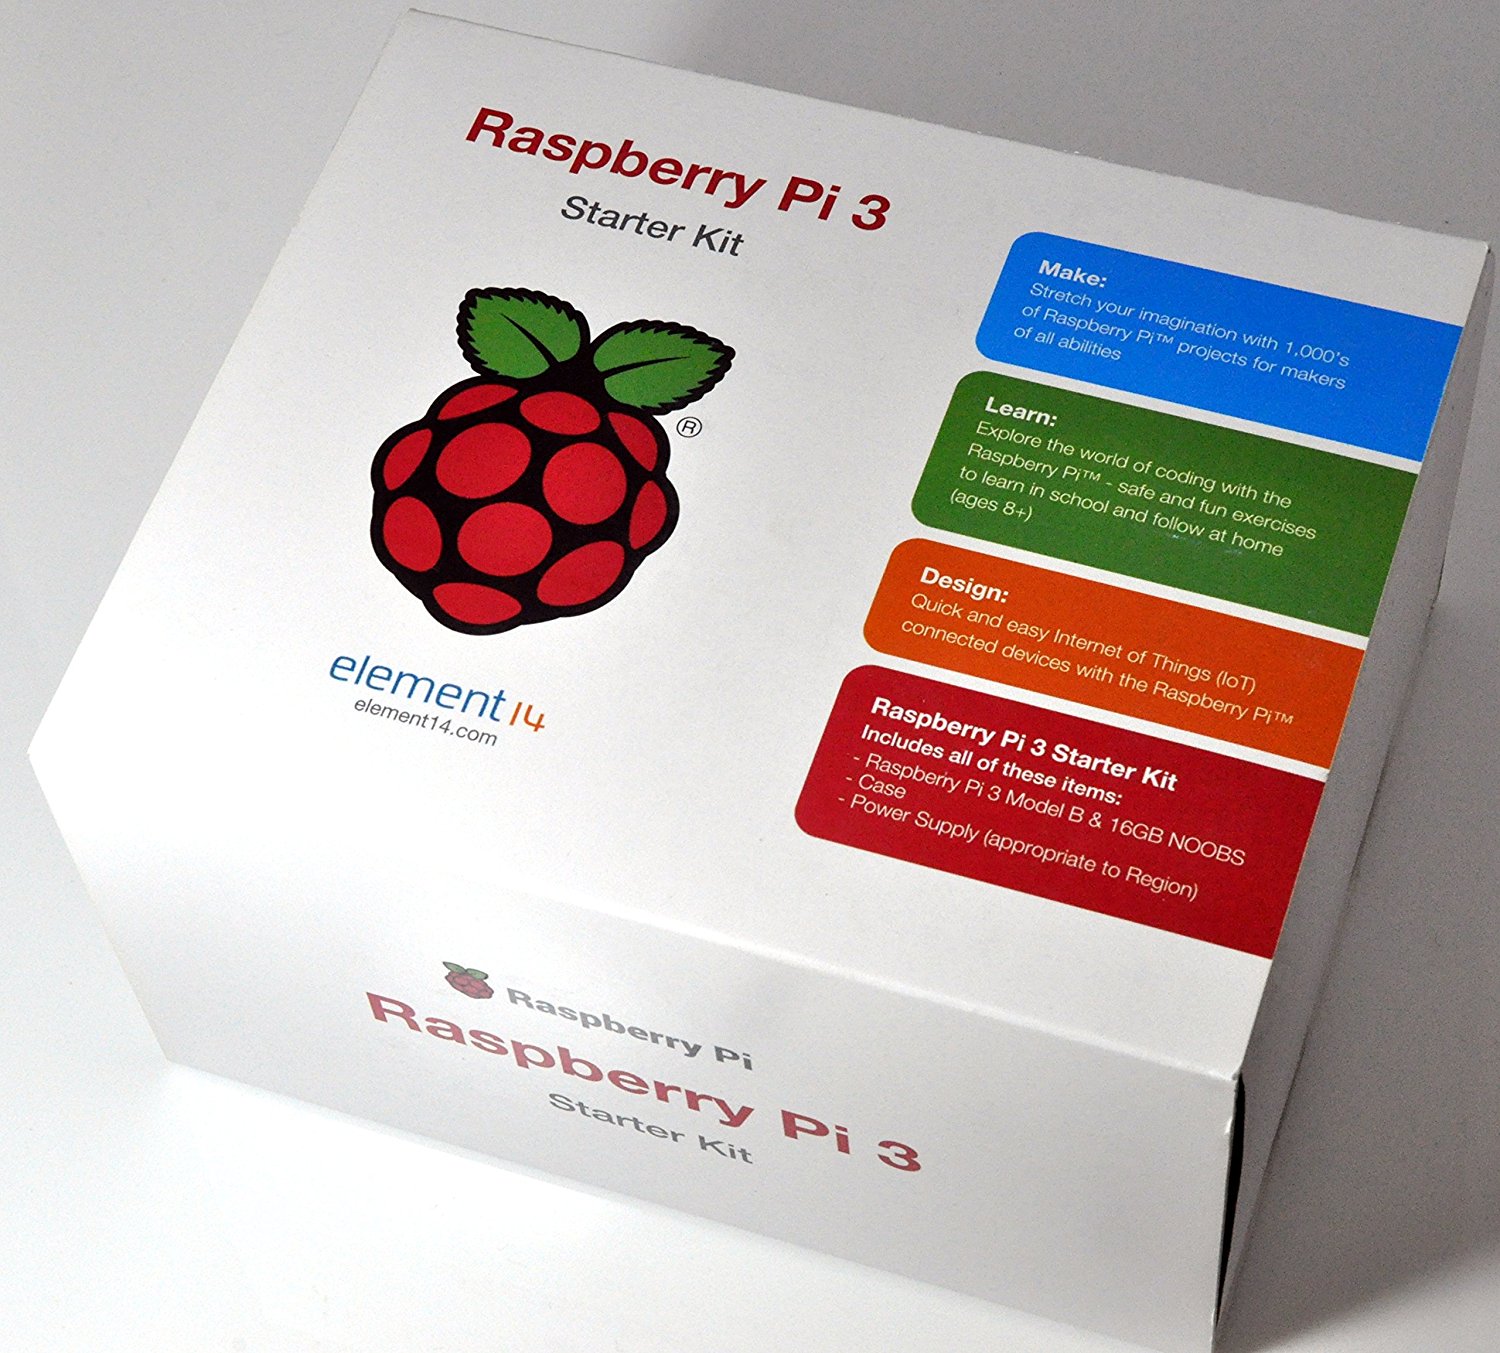 Raspberry Pi 3
Starter Kit
®
element14
element14.com
Make:
Stretch your imagination with 1,000's
of Raspberry Pi™ projects for makers
of all abilities
Learn:
Explore the world of coding with the
Raspberry Pi™ - safe and fun exercises
to learn in school and follow at home
(ages 8+)
Design:
Quick and easy Internet of Things (IoT)
connected devices with the Raspberry Pi™
Raspberry Pi 3 Starter Kit
Includes all of these items:
- Raspberry Pi 3 Model B & 16GB NOOBS
- Case
- Power Supply (appropriate to Region)
Raspberry Pi
Raspberry Pi 3
Starter Kit